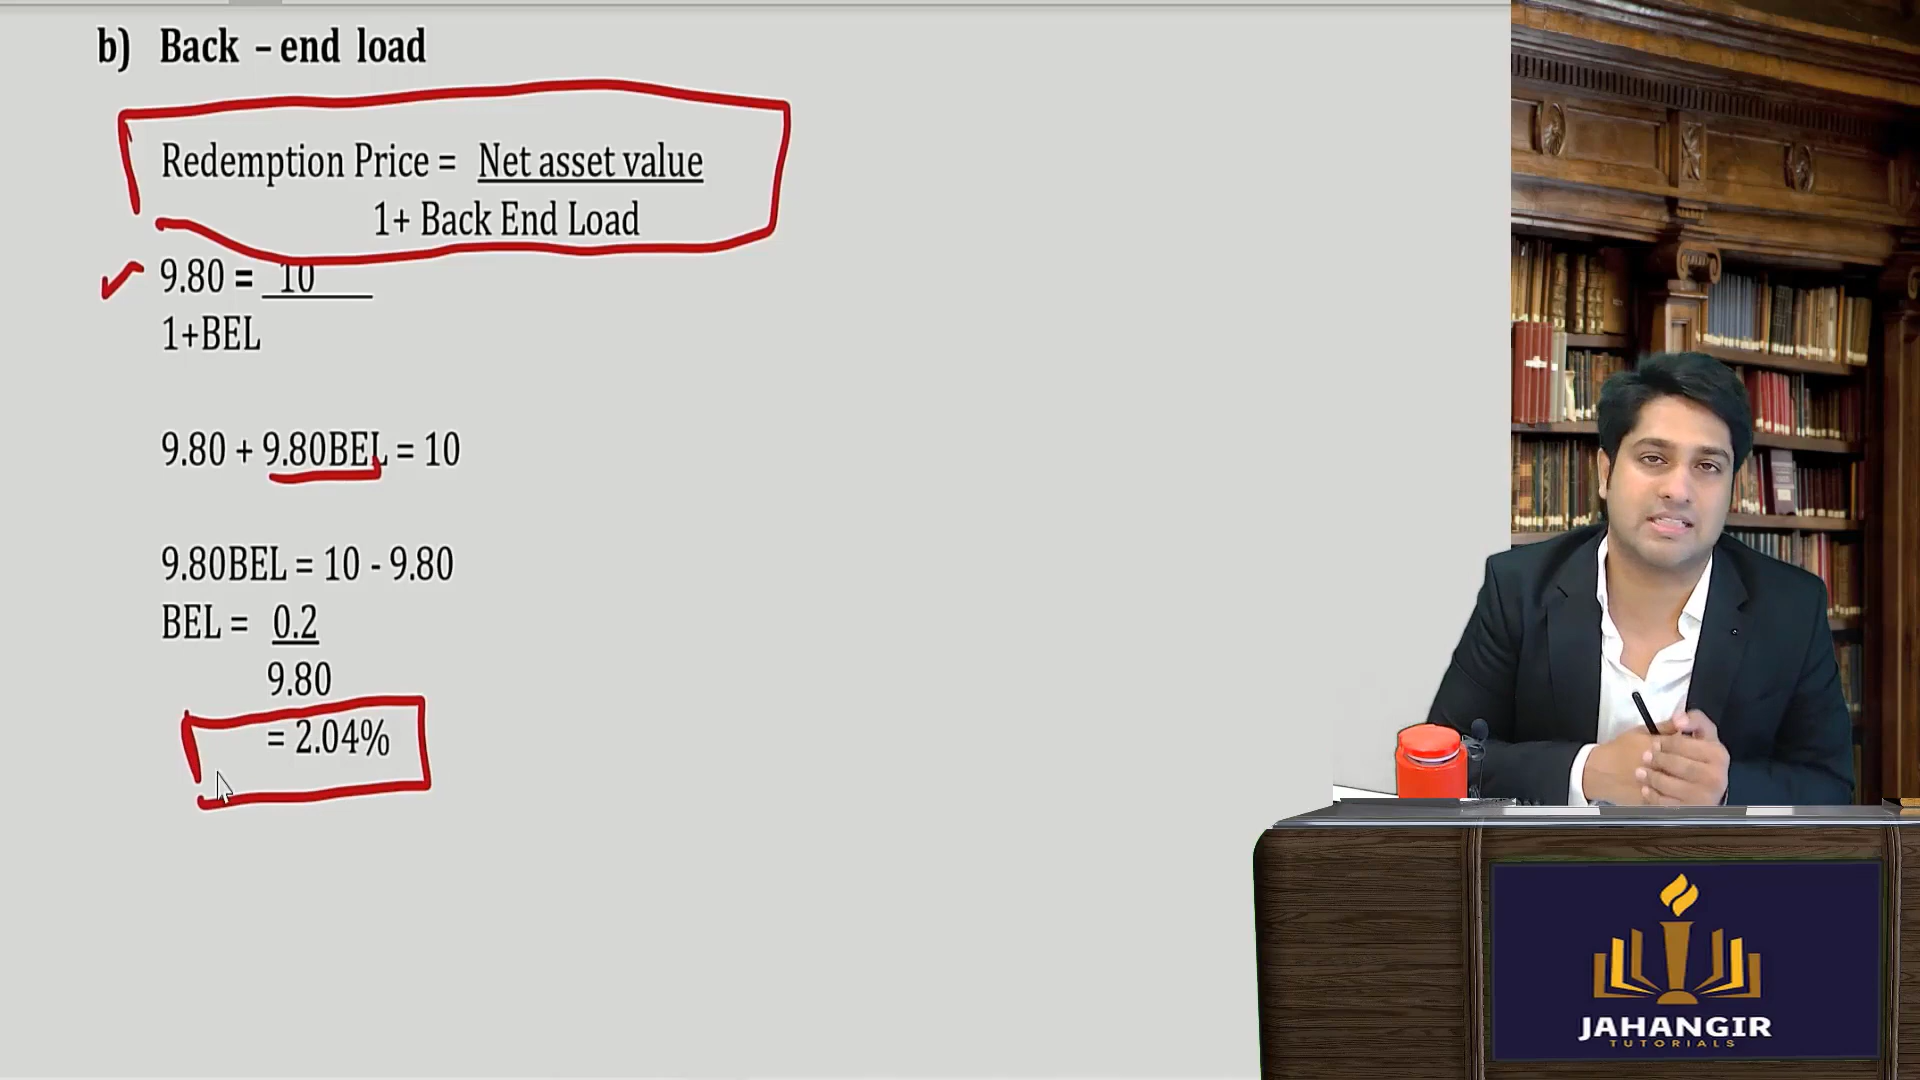 b) Back – end load
Redemption Price = Net asset value
1+ Back End Load
9.80 = 10
1+BEL
9.80 + 9.80BEL = 10
9.80BEL = 10 - 9.80
BEL = 0.2
9.80
= 2.04%
JAHANGIR
TUTORIALS